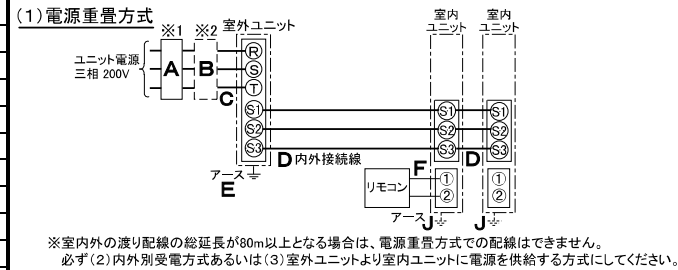 (1)電源重畳方式
※1 ※2 室外ユニット
室内ユニット 室内ユニット
ユニット電源
三相 200V
A B C
R
S
T
S1 S1 S1
S2 S2 S2
S3 S3 S3
D 内外接続線 F D
アース
E
リモコン ① ①
② ②
アース J J
※室内外の渡り配線の総延長が80m以上となる場合は、電源重畳方式での配線はできません。
必ず(2)内外別受電方式あるいは(3)室外ユニットより室内ユニットに電源を供給する方式にしてください。